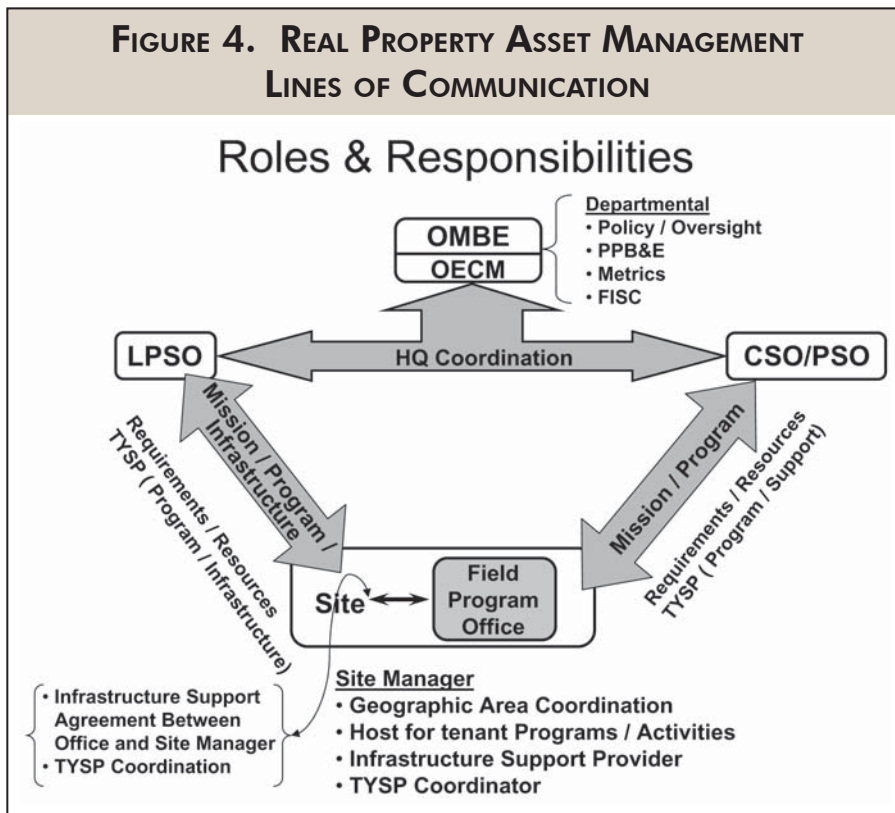 FIGURE 4. REAL PROPERTY ASSET MANAGEMENT
LINES OF COMMUNICATION
Roles & Responsibilities
OMBE
OECM
Departmental
• Policy / Oversight
• PPB&E
• Metrics
• FISC
LPSO
HQ Coordination
CSO/PSO
Mission / Program /
Infrastructure
Requirements / Resources
TYSP ( Program / Infrastructure)
Mission / Program
Requirements / Resources
TYSP ( Program / Support)
Site
Field
Program
Office
• Infrastructure Support
Agreement Between
Office and Site Manager
• TYSP Coordination
Site Manager
• Geographic Area Coordination
• Host for tenant Programs / Activities
• Infrastructure Support Provider
• TYSP Coordinator